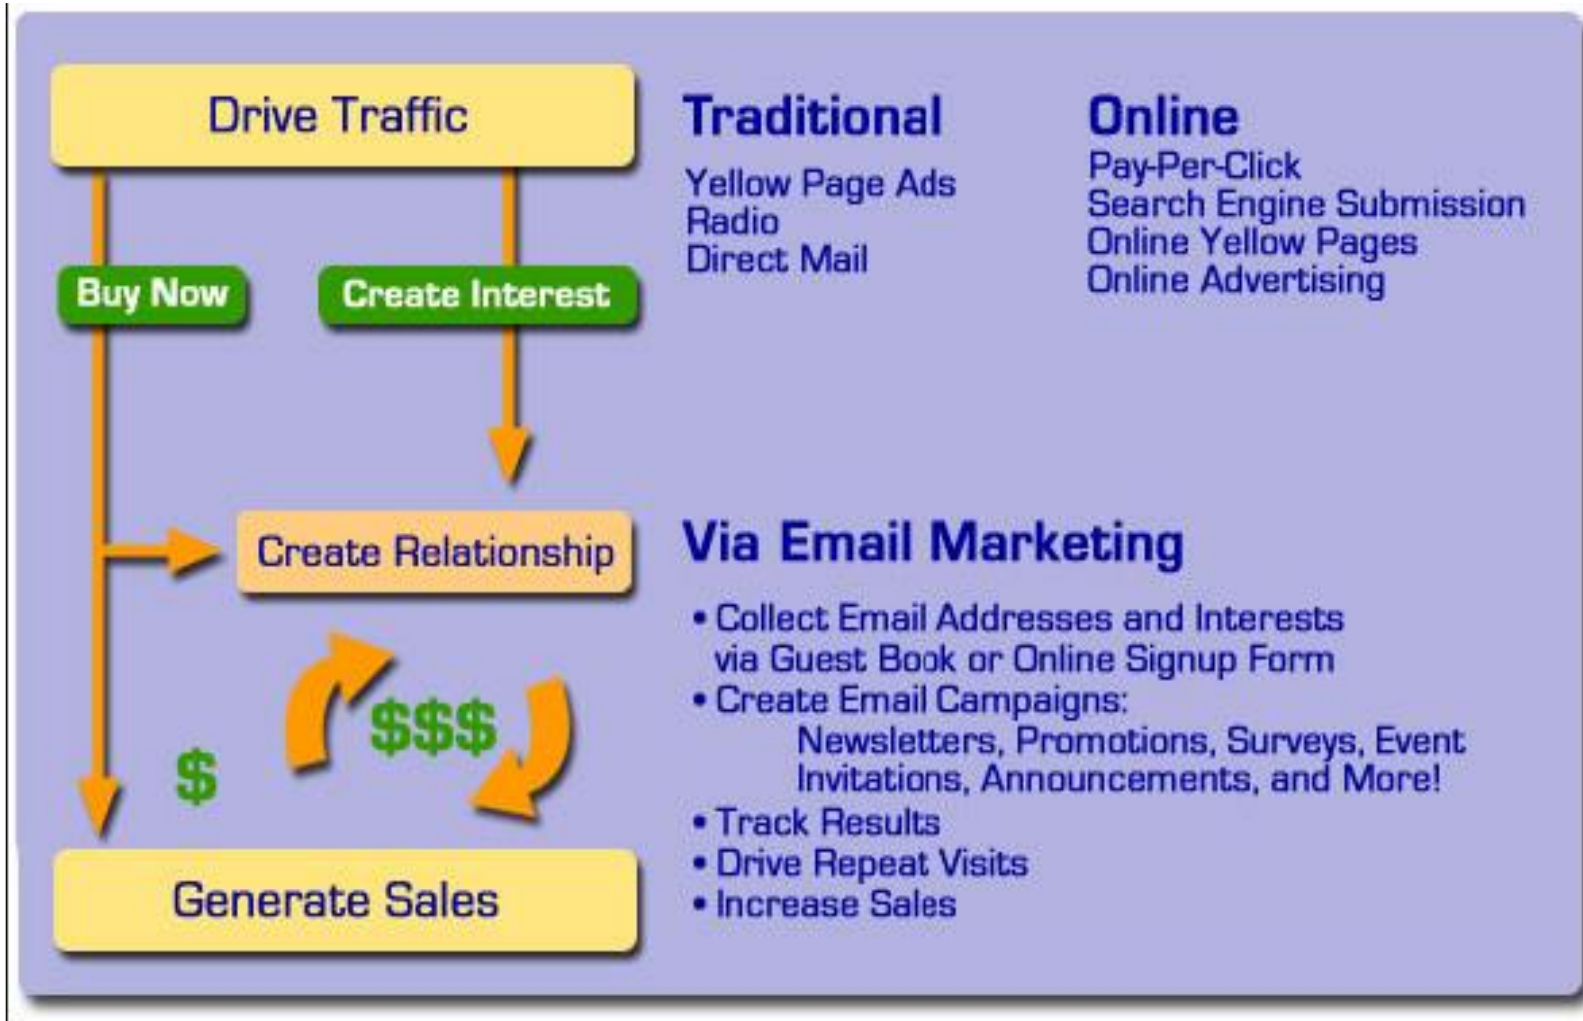 Drive Traffic
Traditional
Yellow Page Ads
Radio
Direct Mail
Online
Pay-Per-Click
Search Engine Submission
Online Yellow Pages
Online Advertising
Buy Now
Create Interest
Create Relationship
Via Email Marketing
• Collect Email Addresses and Interests
via Guest Book or Online Signup Form
• Create Email Campaigns:
Newsletters, Promotions, Surveys, Event
Invitations, Announcements, and More!
• Track Results
• Drive Repeat Visits
• Increase Sales
$
$$$
Generate Sales